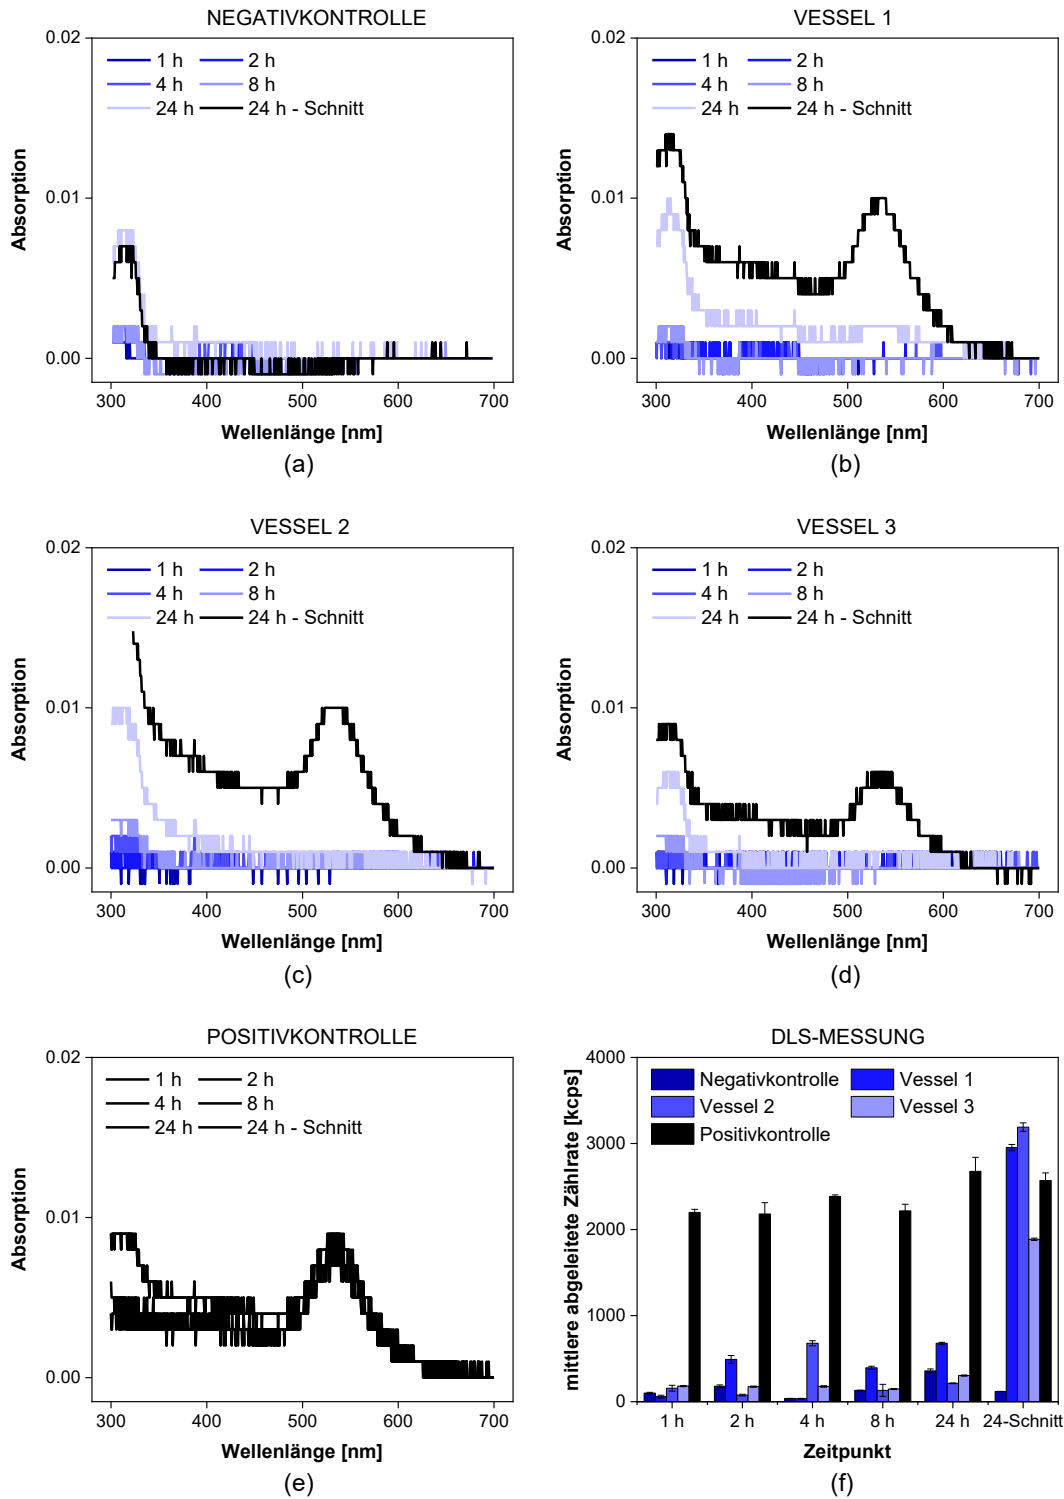 NEGATIVKONTROLLE
0.02
1 h
2 h
4 h
8 h
24 h
24 h - Schnitt
0.01
0.00
Absorption
300 400 500 600 700
Wellenlänge [nm]
(a)
VESSEL 1
0.02
1 h
2 h
4 h
8 h
24 h
24 h - Schnitt
0.01
0.00
Absorption
300 400 500 600 700
Wellenlänge [nm]
(b)
VESSEL 2
0.02
1 h
2 h
4 h
8 h
24 h
24 h - Schnitt
0.01
0.00
Absorption
300 400 500 600 700
Wellenlänge [nm]
(c)
VESSEL 3
0.02
1 h
2 h
4 h
8 h
24 h
24 h - Schnitt
0.01
0.00
Absorption
300 400 500 600 700
Wellenlänge [nm]
(d)
POSITIVKONTROLLE
0.02
1 h
2 h
4 h
8 h
24 h
24 h - Schnitt
0.01
0.00
Absorption
300 400 500 600 700
Wellenlänge [nm]
(e)
DLS-MESSUNG
4000
Negativkontrolle
Vessel 1
Vessel 2
Vessel 3
Positivkontrolle
3000
2000
1000
0
mittlere abgeleitete Zählrate [kcps]
1 h 2 h 4 h 8 h 24 h 24-Schnitt
Zeitpunkt
(f)